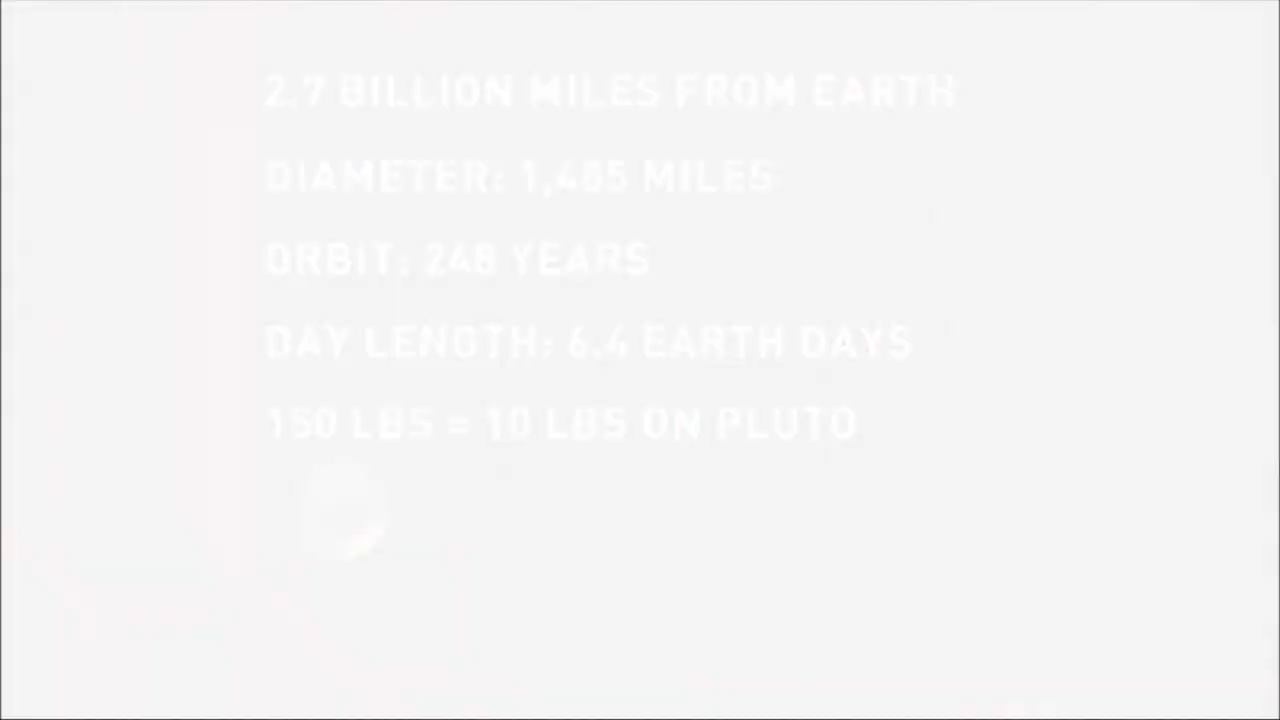 2.7 BILLION MILES FROM EARTH
DIAMETER: 1,485 MILES
ORBIT: 248 YEARS
DAY LENGTH: 6.4 EARTH DAYS
150 LBS = 10 LBS ON PLUTO